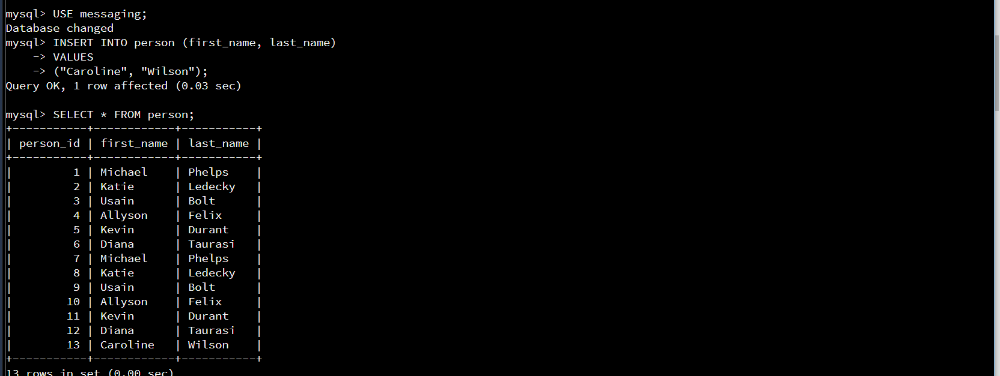 mysql> USE messaging;
Database changed
mysql> INSERT INTO person (first_name, last_name)
    -> VALUES
    -> ("Caroline", "Wilson");
Query OK, 1 row affected (0.03 sec)

mysql> SELECT * FROM person;
+-----------+------------+-----------+
| person_id | first_name | last_name |
+-----------+------------+-----------+
|         1 | Michael    | Phelps    |
|         2 | Katie      | Ledecky   |
|         3 | Usain      | Bolt      |
|         4 | Allyson    | Felix     |
|         5 | Kevin      | Durant    |
|         6 | Diana      | Taurasi   |
|         7 | Michael    | Phelps    |
|         8 | Katie      | Ledecky   |
|         9 | Usain      | Bolt      |
|        10 | Allyson    | Felix     |
|        11 | Kevin      | Durant    |
|        12 | Diana      | Taurasi   |
|        13 | Caroline   | Wilson    |
+-----------+------------+-----------+
13 rows in set (0.00 sec)